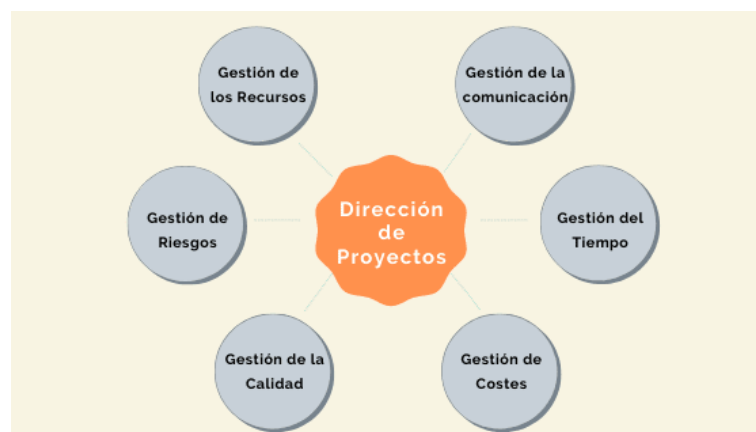 Gestión de
los Recursos
Gestión de la
comunicación
Dirección
de
Proyectos
Gestión de
Riesgos
Gestión del
Tiempo
Gestión de la
Calidad
Gestión de
Costes